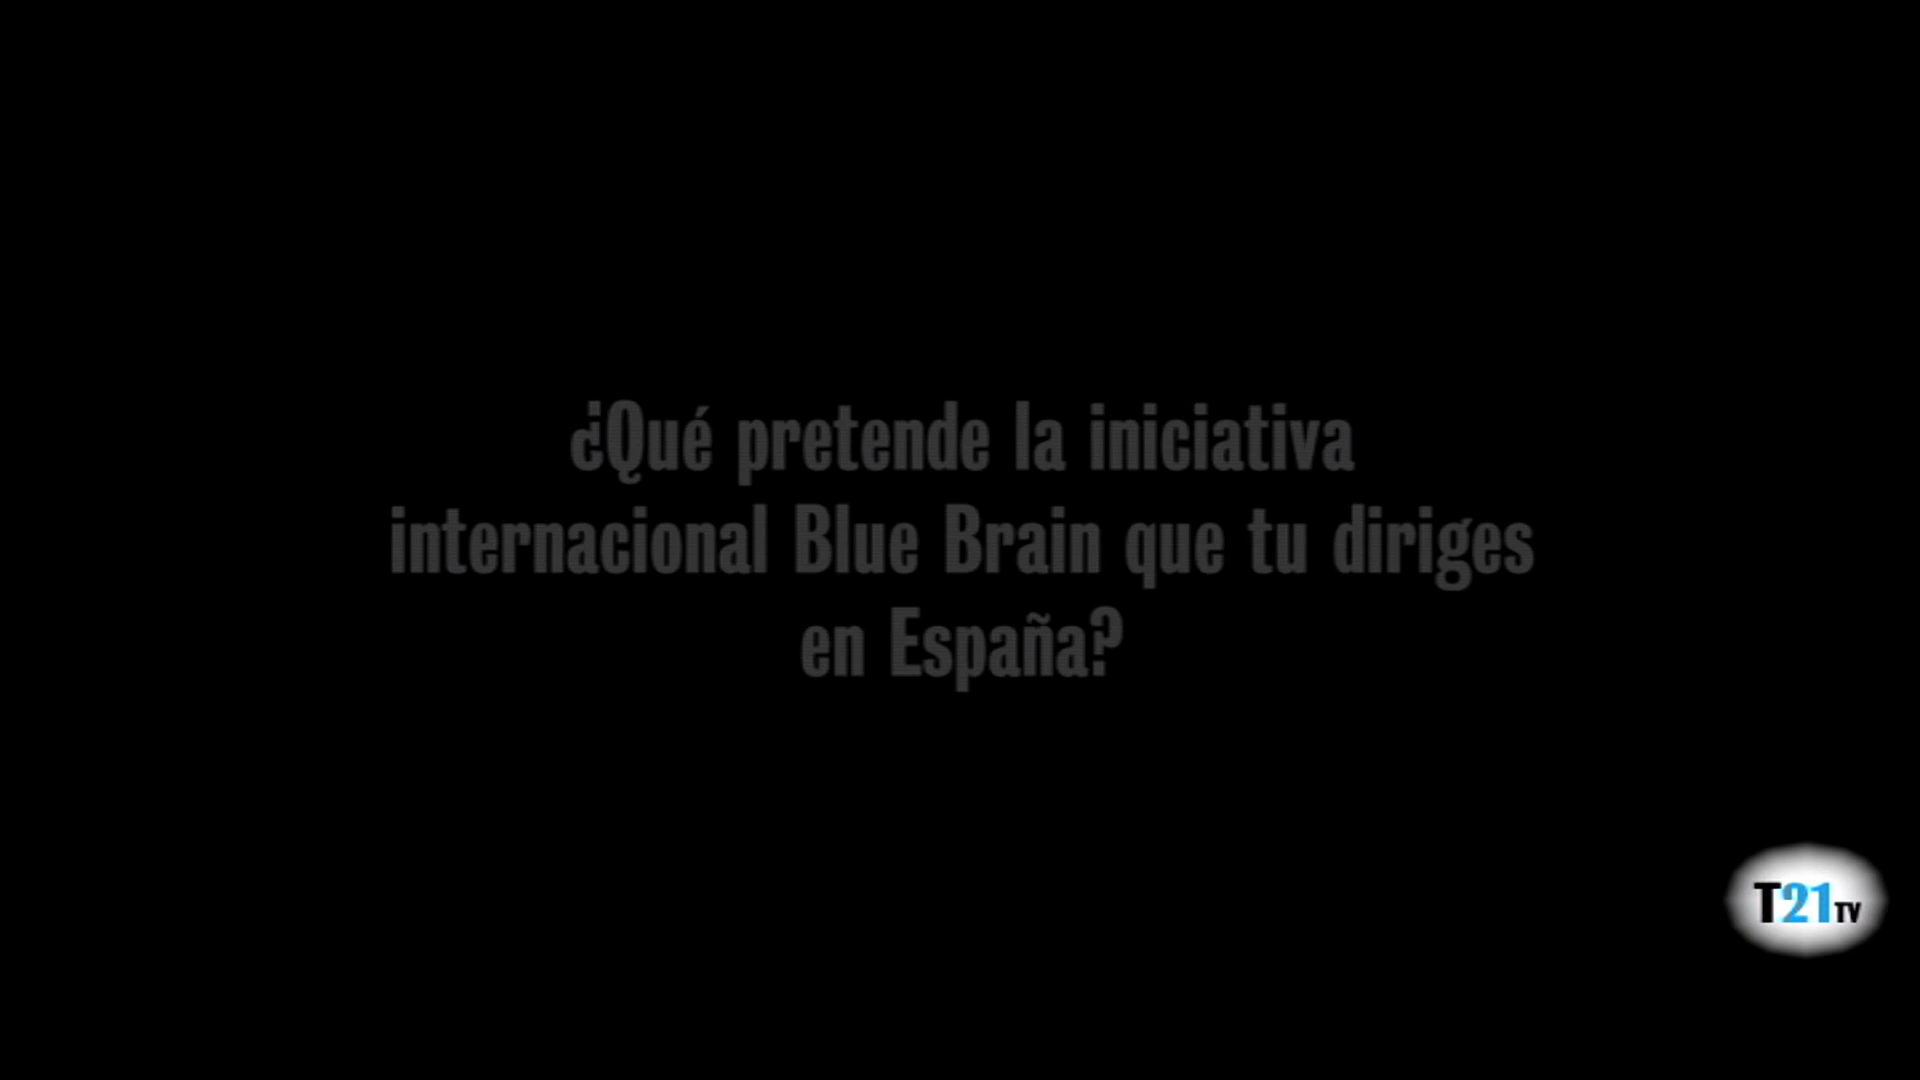 ¿Qué pretende la iniciativa
internacional Blue Brain que tu diriges
en España?
T21TV